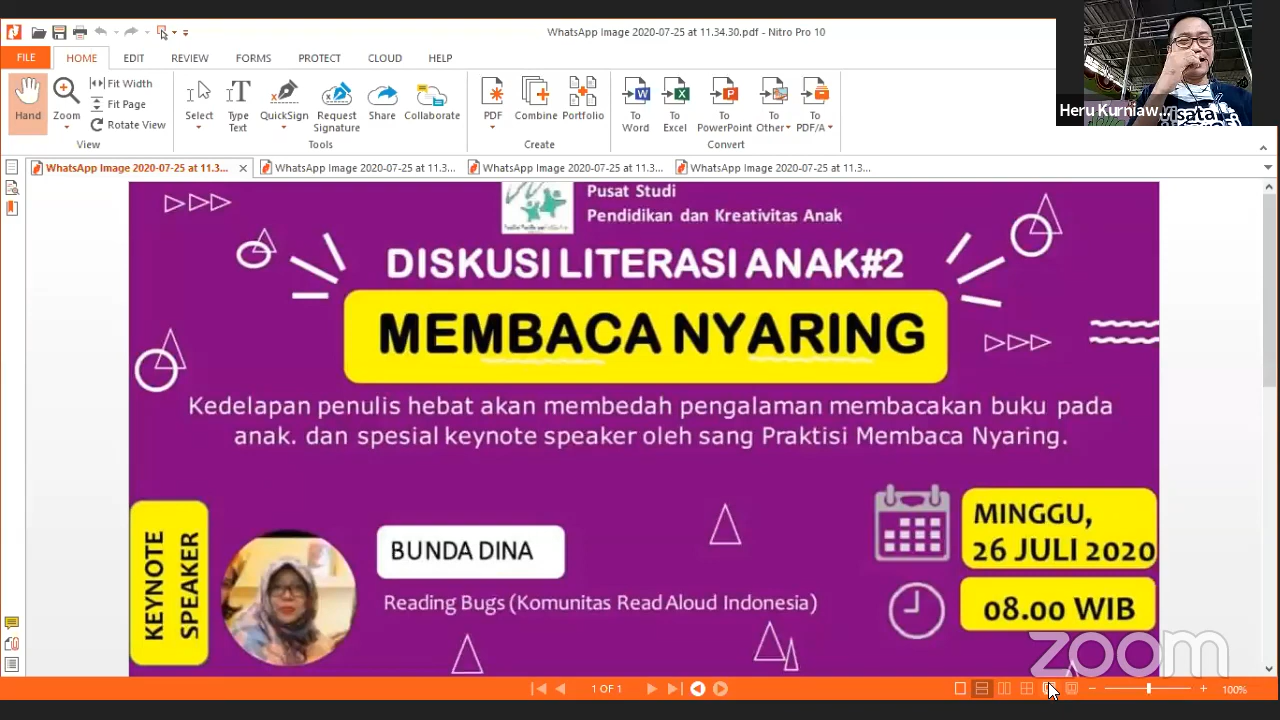 WhatsApp Image 2020-07-25 at 11.34.30.pdf - Nitro Pro 10
FILE HOME EDIT REVIEW FORMS PROTECT CLOUD HELP
Hand
Zoom
Fit Width
Fit Page
Rotate View
Select
Type Text
QuickSign
Request Signature
Share
Collaborate
PDF
Combine
Portfolio
To Word
To Excel
To PowerPoint
To Other
To PDF/A
View
Tools
Create
Convert
Heru Kurniaw...
wisata
WhatsApp Image 2020-07-25 at 11.3...
WhatsApp Image 2020-07-25 at 11.3...
WhatsApp Image 2020-07-25 at 11.3...
WhatsApp Image 2020-07-25 at 11.3...
Pusat Studi
Pendidikan dan Kreativitas Anak
DISKUSI LITERASI ANAK#2
MEMBACA NYARING
Kedelapan penulis hebat akan membedah pengalaman membacakan buku pada
anak. dan spesial keynote speaker oleh sang Praktisi Membaca Nyaring.
KEYNOTE
SPEAKER
BUNDA DINA
Reading Bugs (Komunitas Read Aloud Indonesia)
MINGGU,
26 JULI 2020
08.00 WIB
zoom
1 OF 1
100%